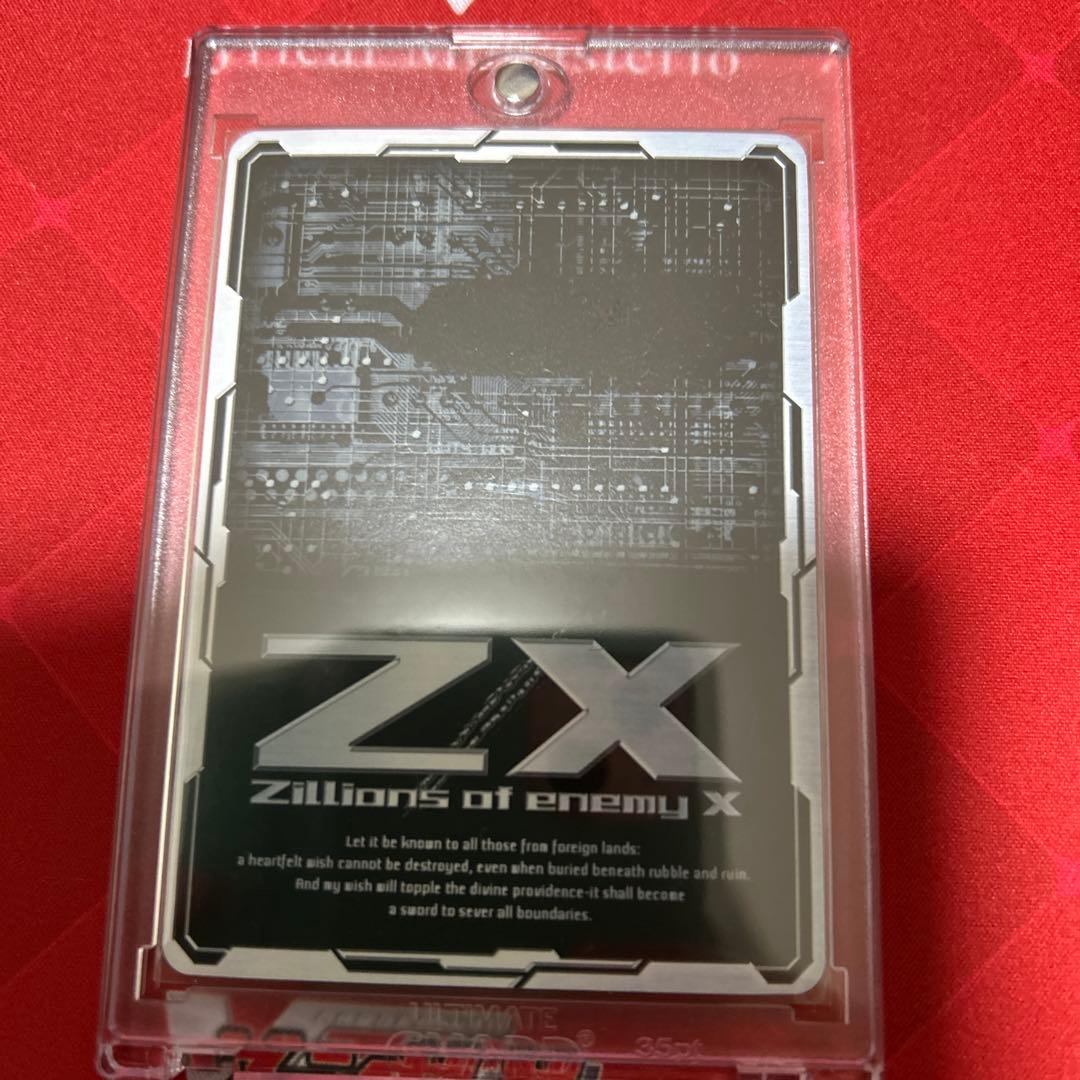 Z/X
Zillions of enemy X
Let it be known to all those from foreign lands:
a heartfelt wish cannot be destroyed, even when buried beneath rubble and ruin.
And my wish will topple the divine providence-it shall become
a sword to sever all boundaries.
ULTIMATE
GUARD®
35pt